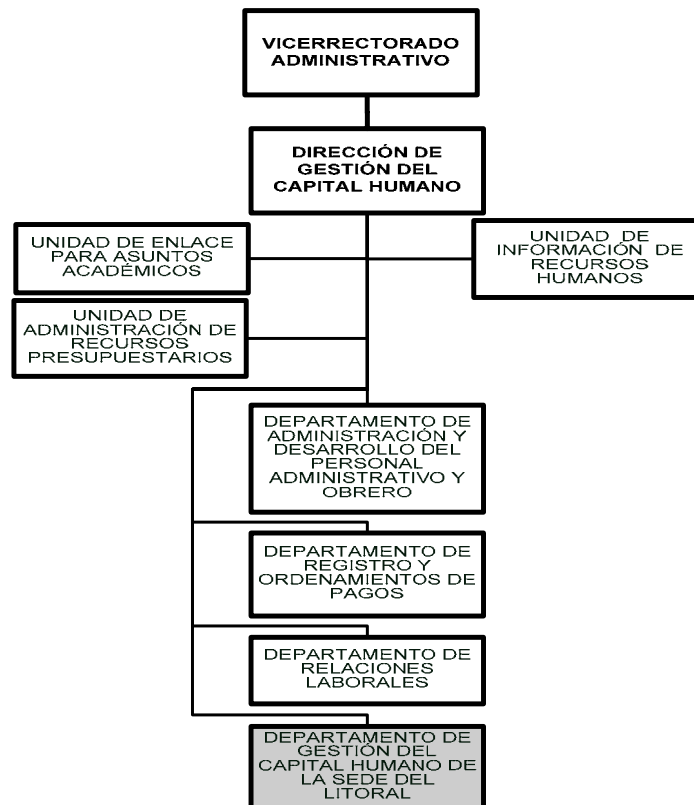 VICERRECTORADO
ADMINISTRATIVO
DIRECCIÓN DE
GESTIÓN DEL
CAPITAL HUMANO
UNIDAD DE ENLACE
PARA ASUNTOS
ACADÉMICOS
UNIDAD DE
INFORMACIÓN DE
RECURSOS
HUMANOS
UNIDAD DE
ADMINISTRACIÓN DE
RECURSOS
PRESUPUESTARIOS
DEPARTAMENTO DE
ADMINISTRACIÓN Y
DESARROLLO DEL
PERSONAL
ADMINISTRATIVO Y
OBRERO
DEPARTAMENTO DE
REGISTRO Y
ORDENAMIENTOS DE
PAGOS
DEPARTAMENTO DE
RELACIONES
LABORALES
DEPARTAMENTO DE
GESTIÓN DEL
CAPITAL HUMANO DE
LA SEDE DEL
LITORAL